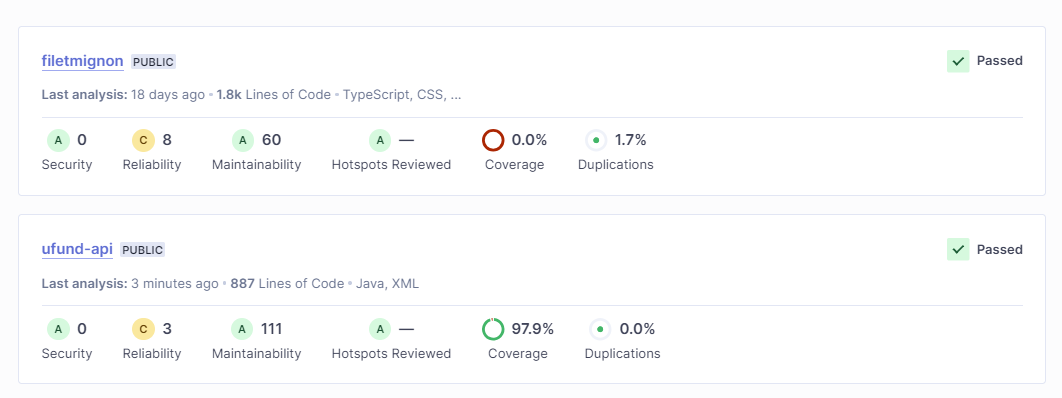 filetmignon PUBLIC Passed
Last analysis: 18 days ago • 1.8k Lines of Code • TypeScript, CSS, ...
A 0 C 8 A 60 A — 0.0% 1.7%
Security Reliability Maintainability Hotspots Reviewed Coverage Duplications
ufund-api PUBLIC Passed
Last analysis: 3 minutes ago • 887 Lines of Code • Java, XML
A 0 C 3 A 111 A — 97.9% 0.0%
Security Reliability Maintainability Hotspots Reviewed Coverage Duplications